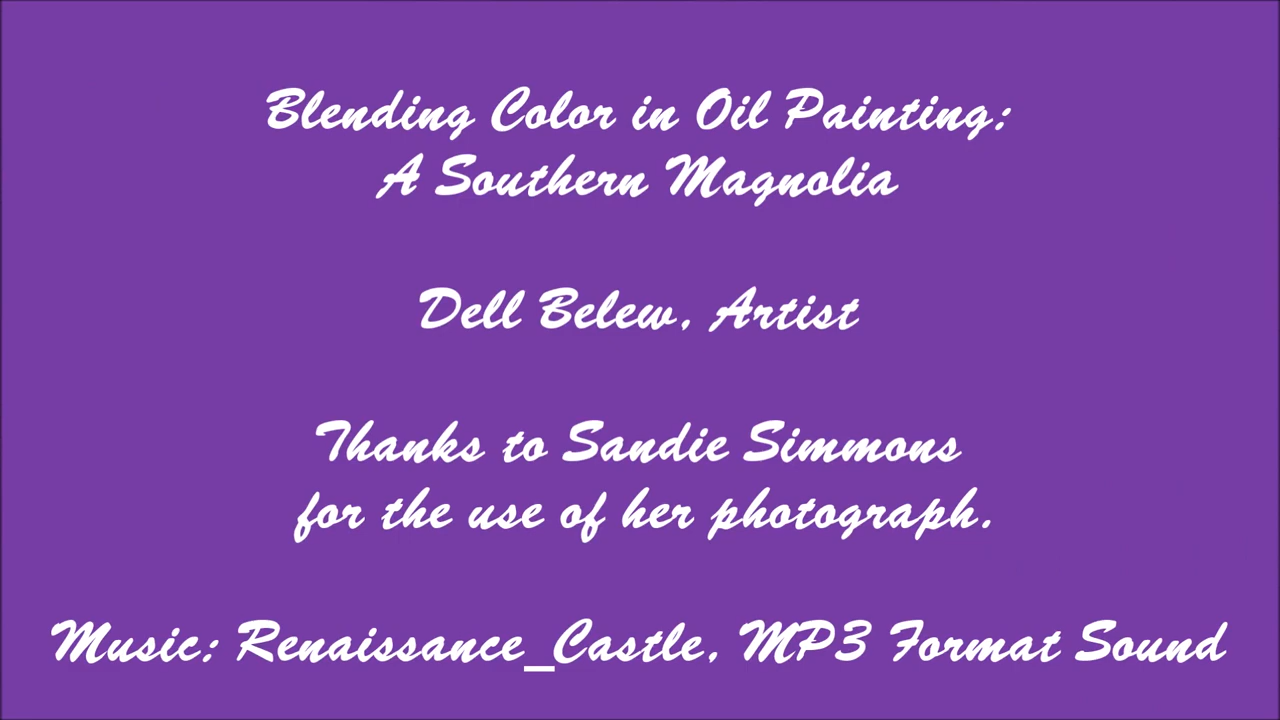 Blending Color in Oil Painting:
A Southern Magnolia
Dell Belew, Artist
Thanks to Sandie Simmons
for the use of her photograph.
Music: Renaissance_Castle, MP3 Format Sound